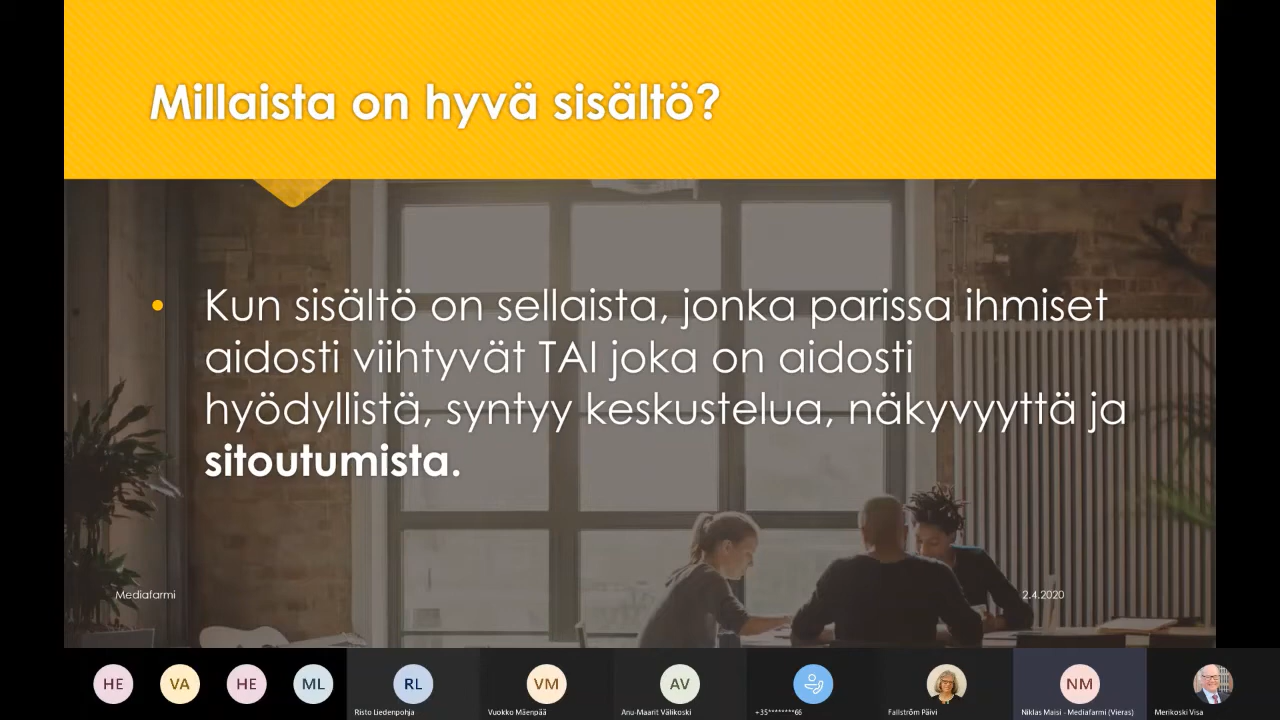 Millaista on hyvä sisältö?
• Kun sisältö on sellaista, jonka parissa ihmiset
aidosti viihtyvät TAI joka on aidosti
hyödyllistä, syntyy keskustelua, näkyvyyttä ja
sitoutumista.
Mediafarmi
2.4.2020
HE VA HE ML RL VM AV NM
Risto Liedenpohja
Vuokko Mäenpää
Anu-Maarit Välikoski
+35********66
Fallström Päivi
Niklas Maisi - Mediafarmi (Vieras)
Merikoski Visa